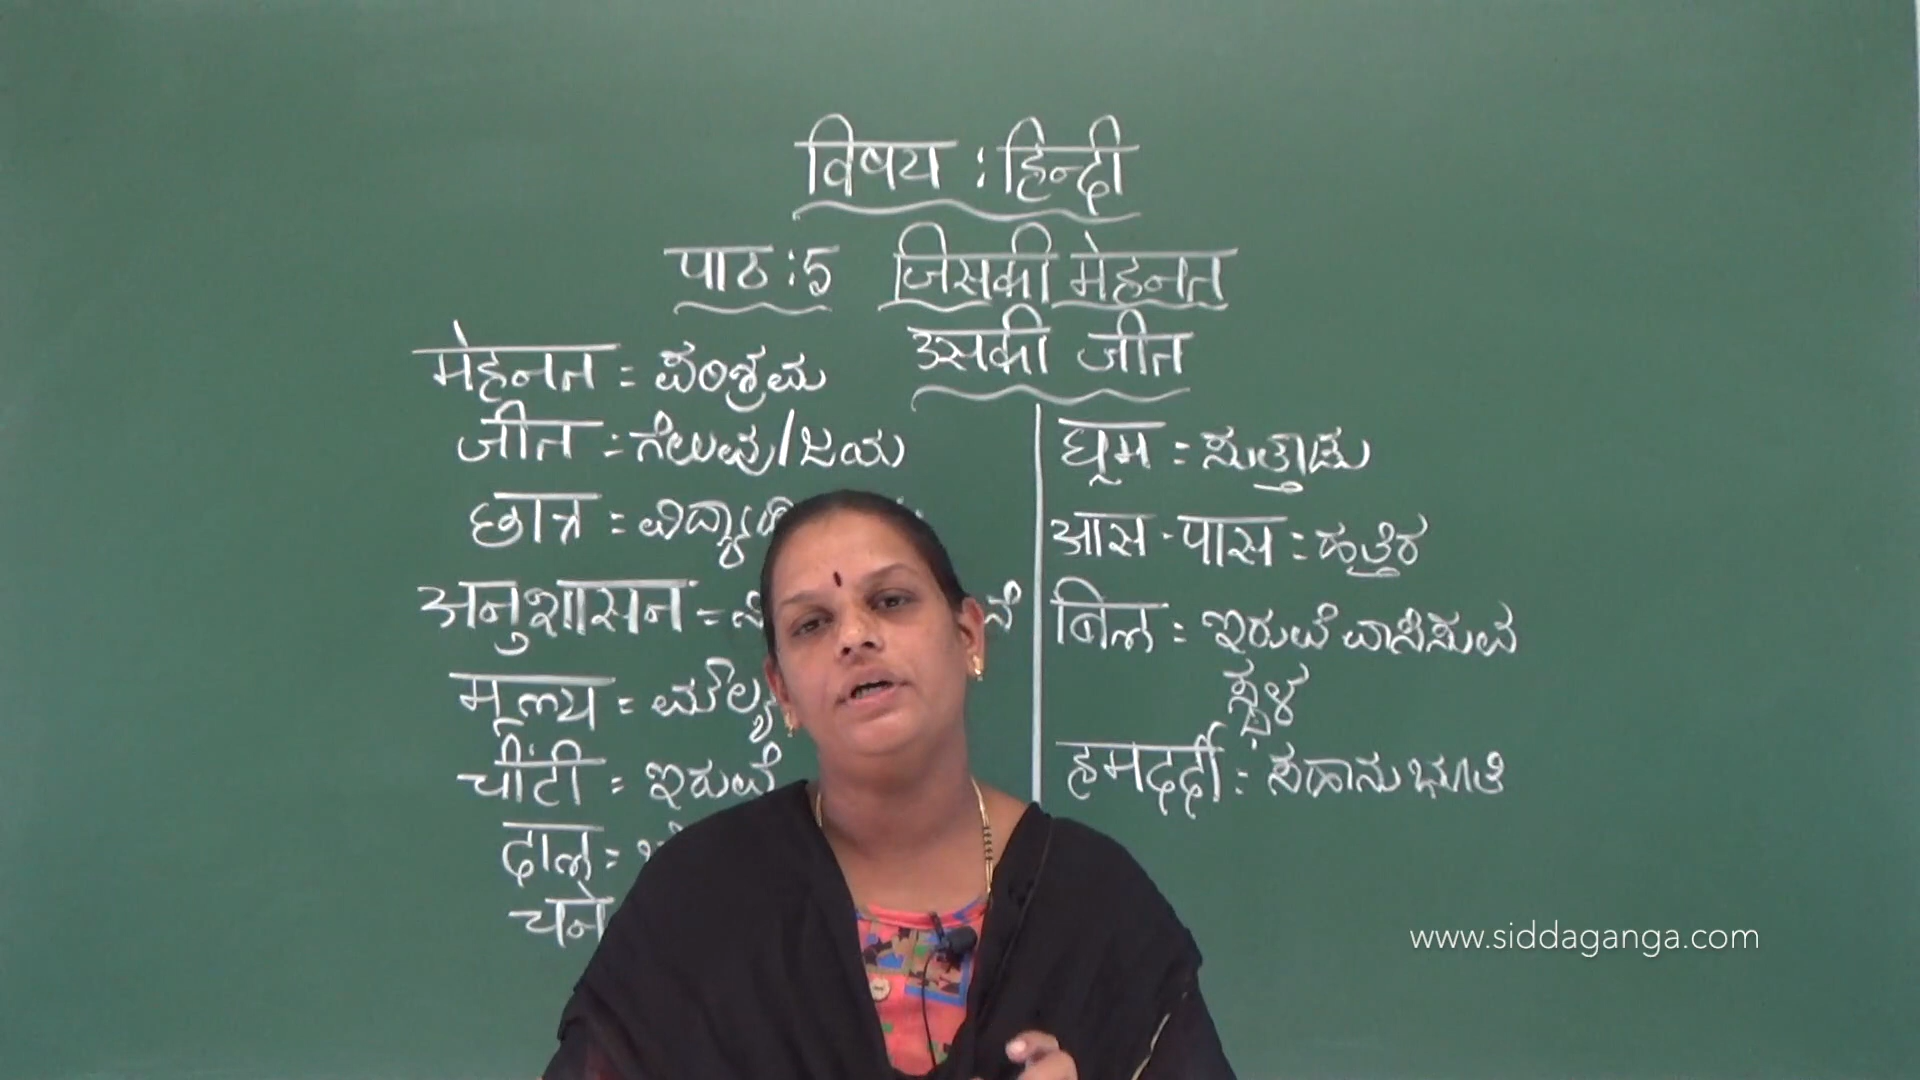 विषय : हिन्दी
पाठ : 5 जिसकी मेहनत
उसकी जीत
मेहनत = ಪರಿಶ್ರಮ
जीत = ಗೆಲುವು/ಜಯ
छात्र = ವಿದ್ಯಾರ್ಥಿ
अनुशासन =
मूल्य = ಮೌಲ್ಯ
चींटी = ಇರುವೆ
दाल =
चने
घूम = ಸುತ್ತಾಡು
आस-पास = ಹತ್ತಿರ
बिल = ಇರುವೆ ವಾಸಿಸುವ
ಸ್ಥಳ
हमदर्दी : ಸಹಾನುಭೂತಿ
www.siddaganga.com